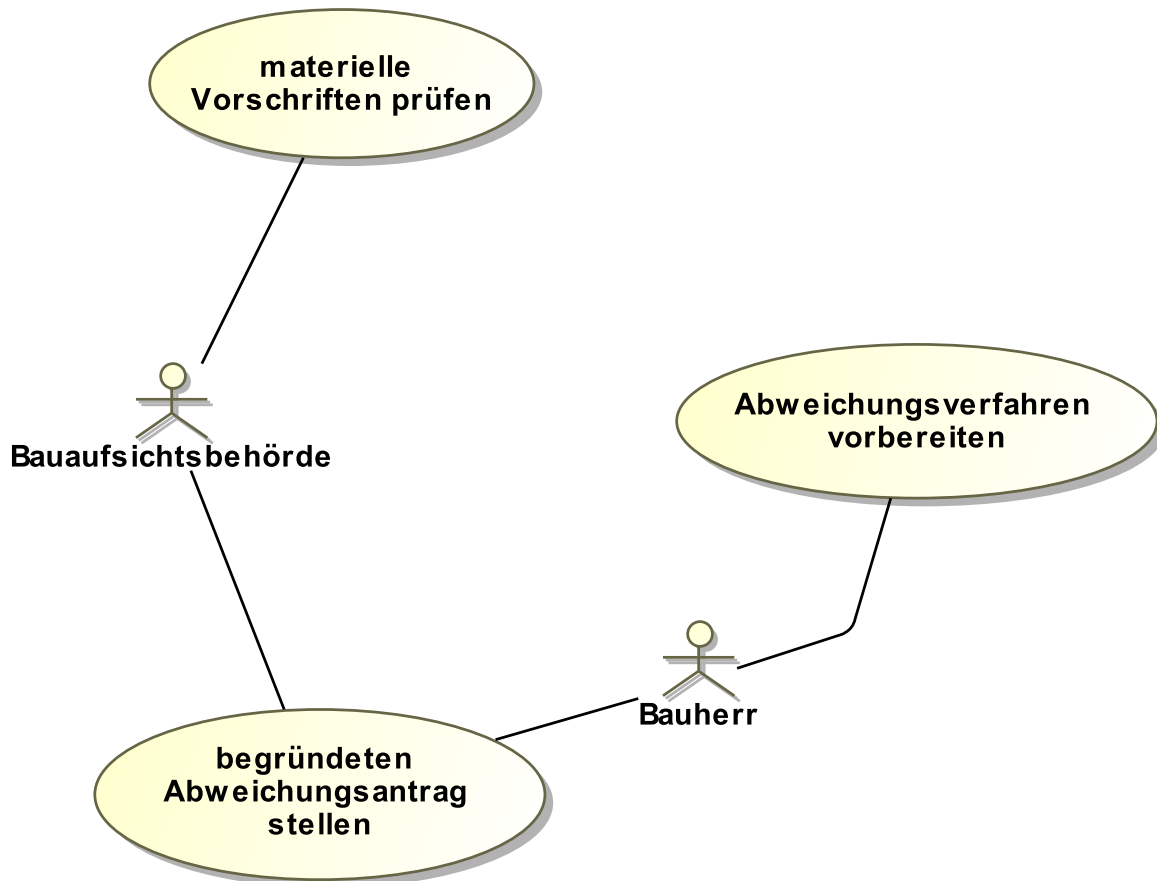 materielle
Vorschriften prüfen
Abweichungsverfahren
vorbereiten
Bauaufsichtsbehörde
Bauherr
begründeten
Abweichungsantrag
stellen